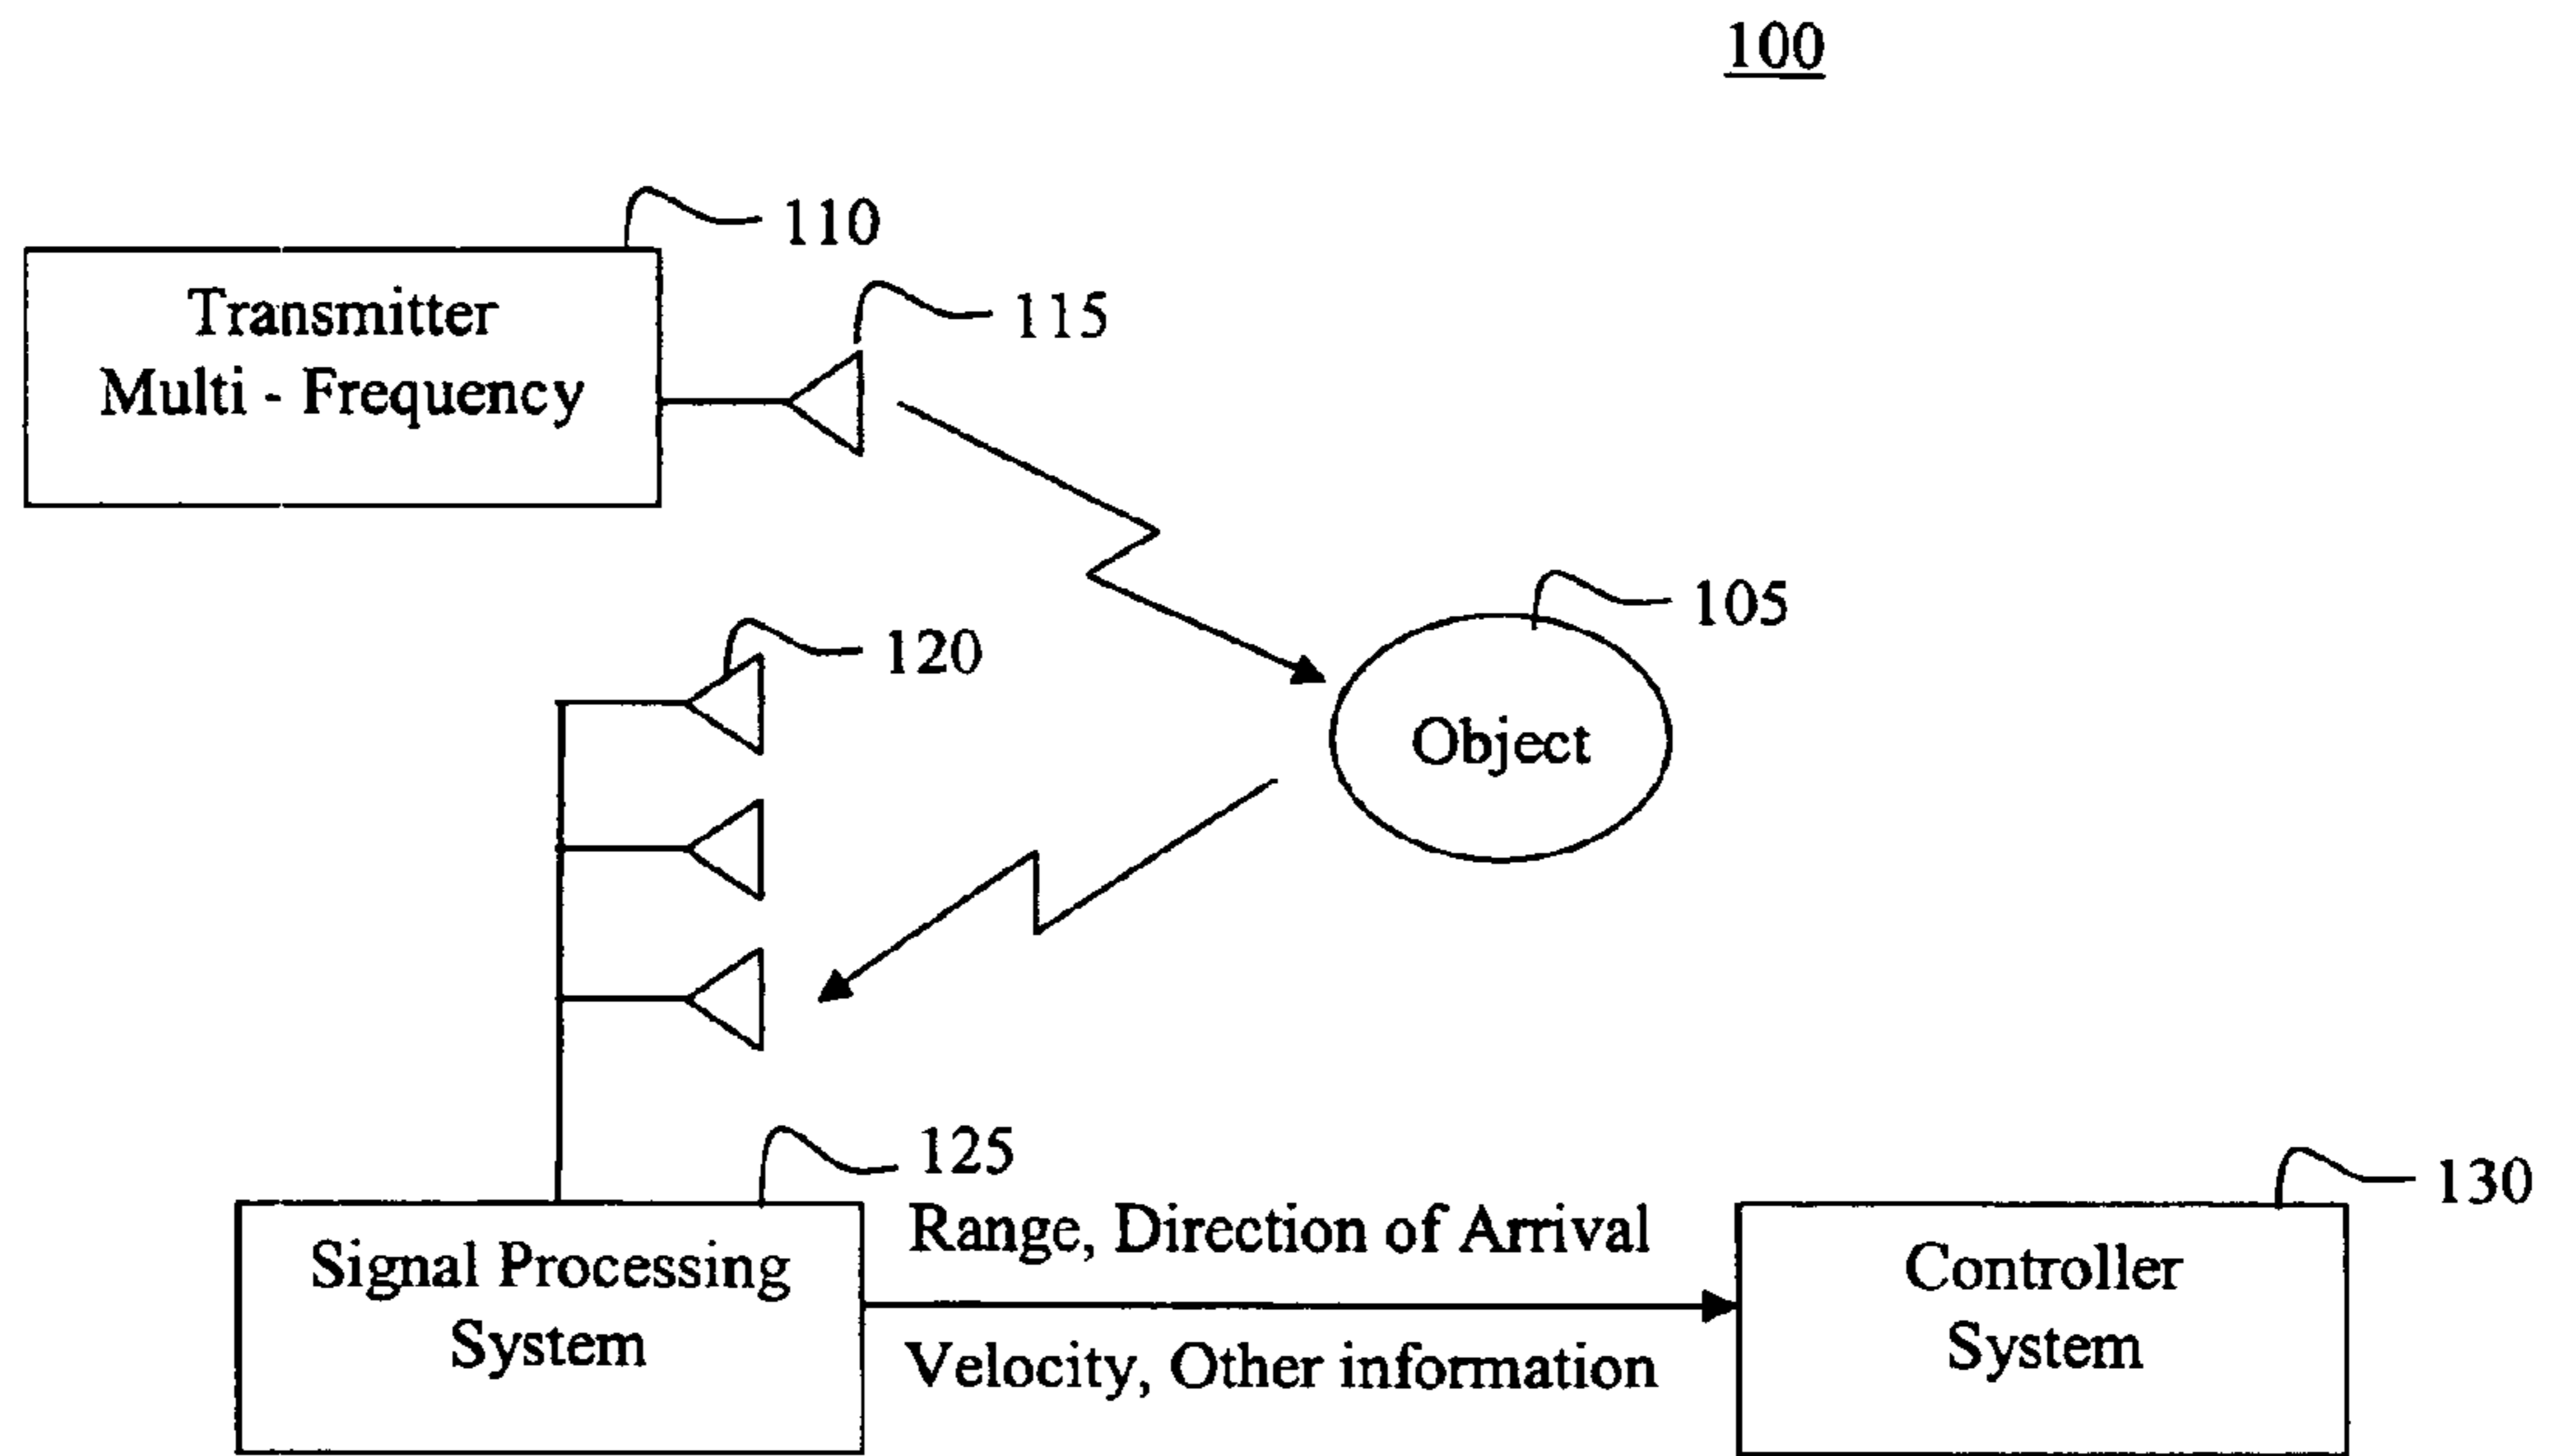 100
110
Transmitter
Multi - Frequency
115
105
120
Object
125
130
Range, Direction of Arrival
Signal Processing
System
Controller
System
Velocity, Other information